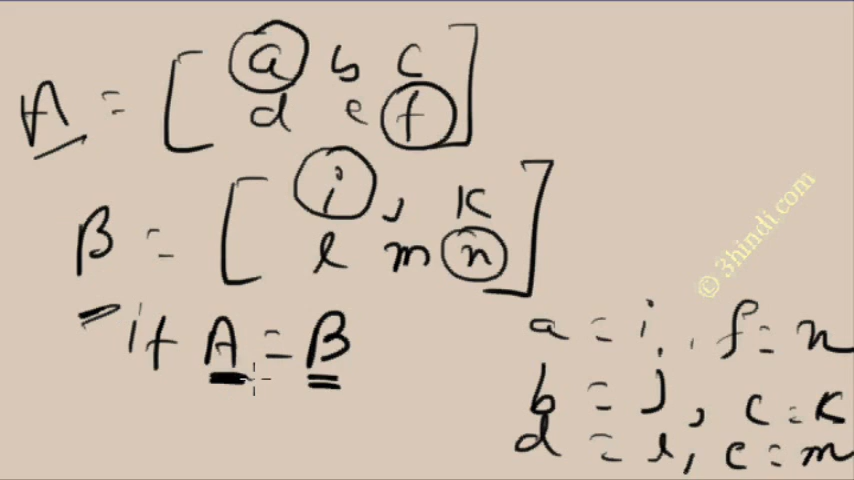 A = [ a b c
d e f ]
B = [ i j k
l m n ]
if A = B
a = i, f = n
b = j, c = k
d = l, e = m
© 3hindi.com